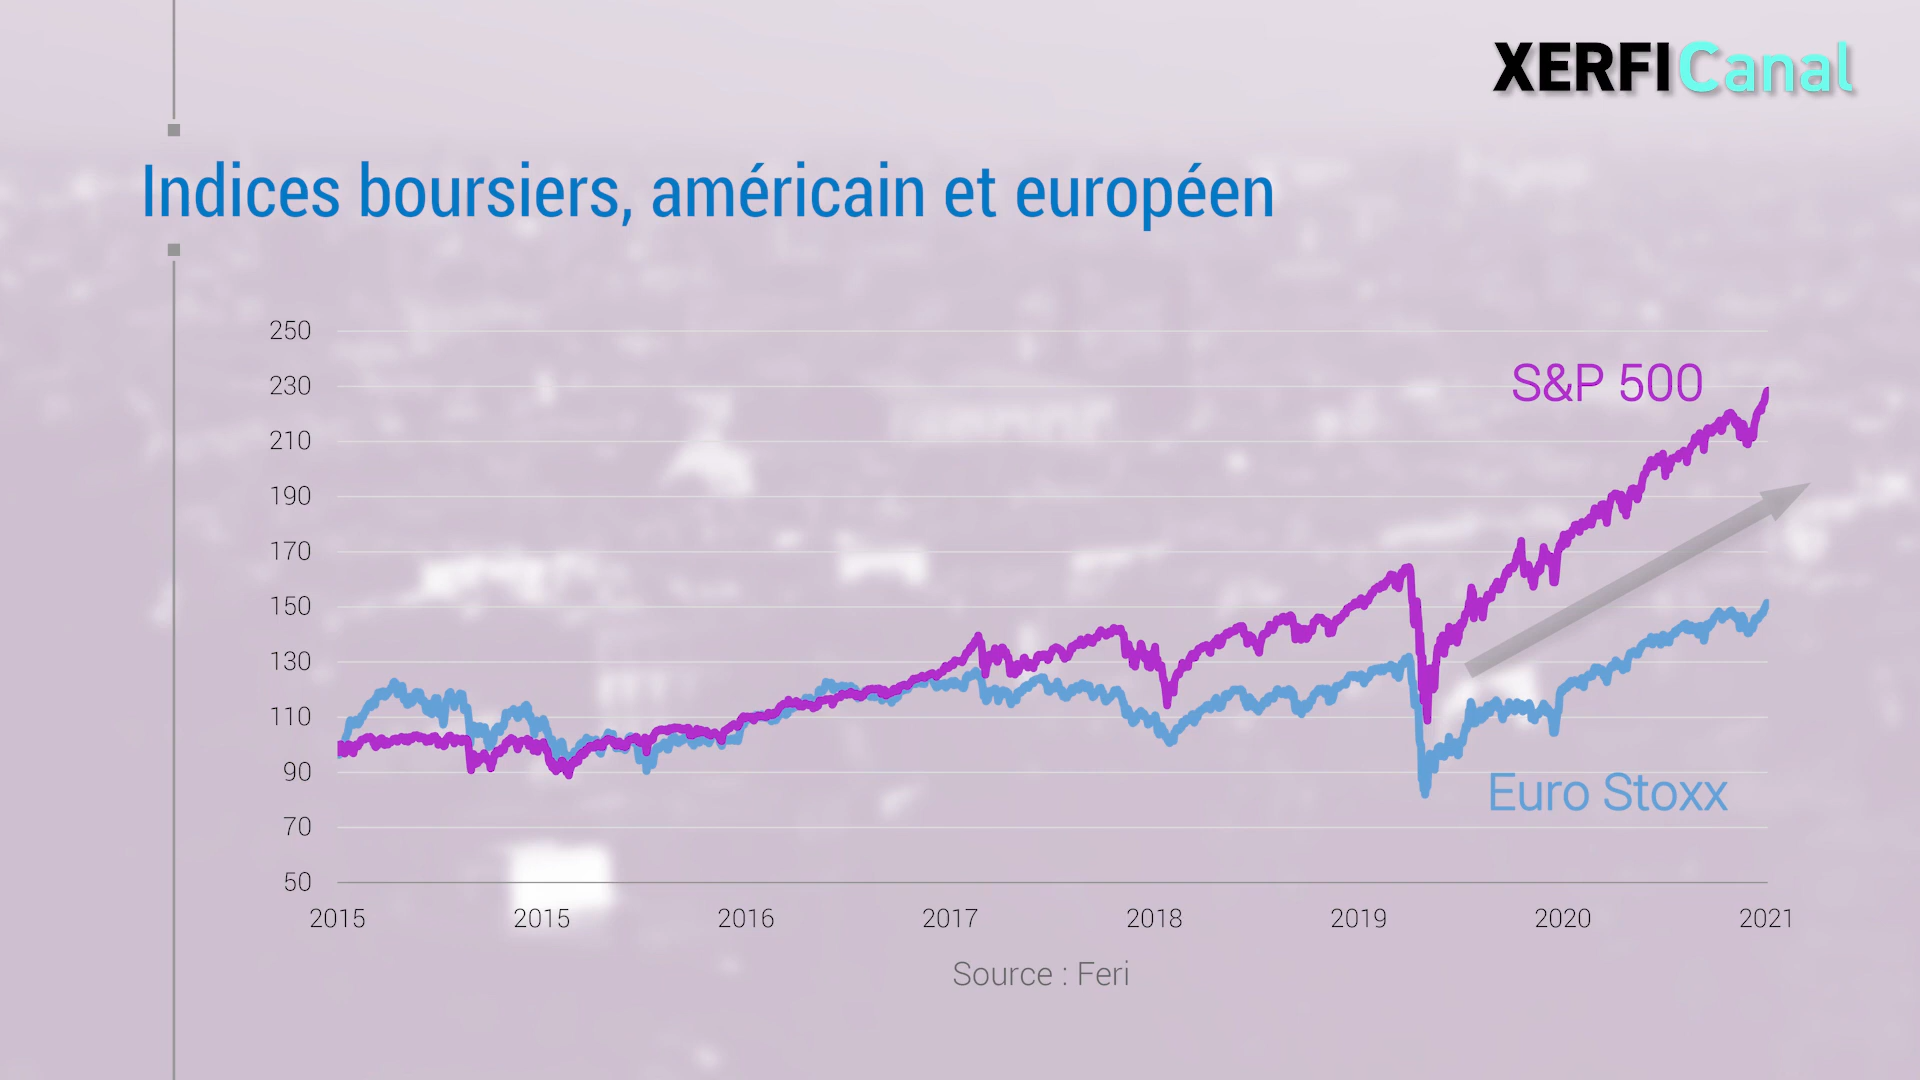 XERFI Canal
Indices boursiers, américain et européen
250
230
210
190
170
150
130
110
90
70
50
S&P 500
Euro Stoxx
2015 2015 2016 2017 2018 2019 2020 2021
Source : Feri